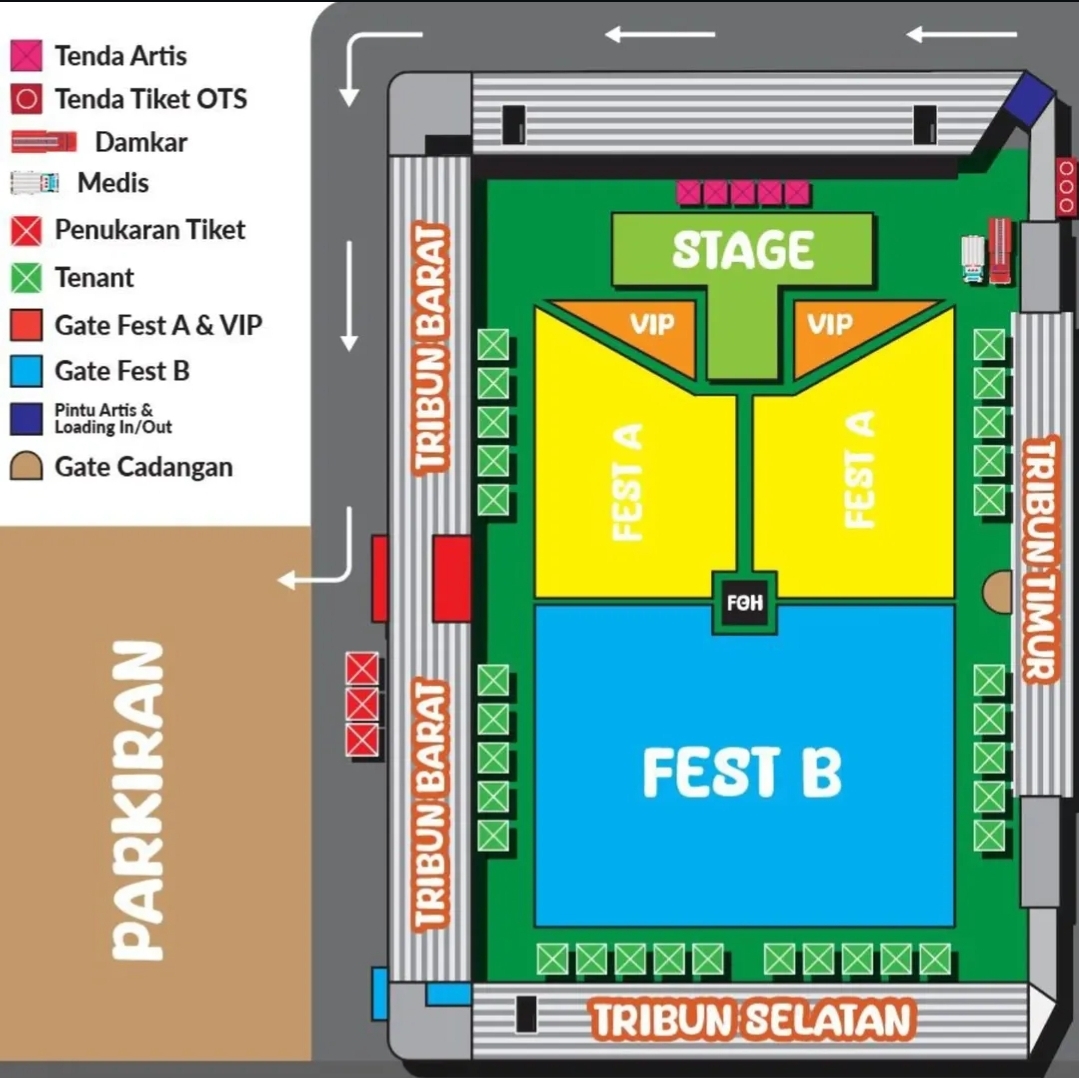 Tenda Artis
Tenda Tiket OTS
Damkar
Medis
Penukaran Tiket
Tenant
Gate Fest A & VIP
Gate Fest B
Pintu Artis &
Loading In/Out
Gate Cadangan
PARKIRAN
TRIBUN BARAT
TRIBUN BARAT
STAGE
VIP
VIP
FEST A
FEST A
FOH
FEST B
TRIBUN TIMUR
TRIBUN SELATAN